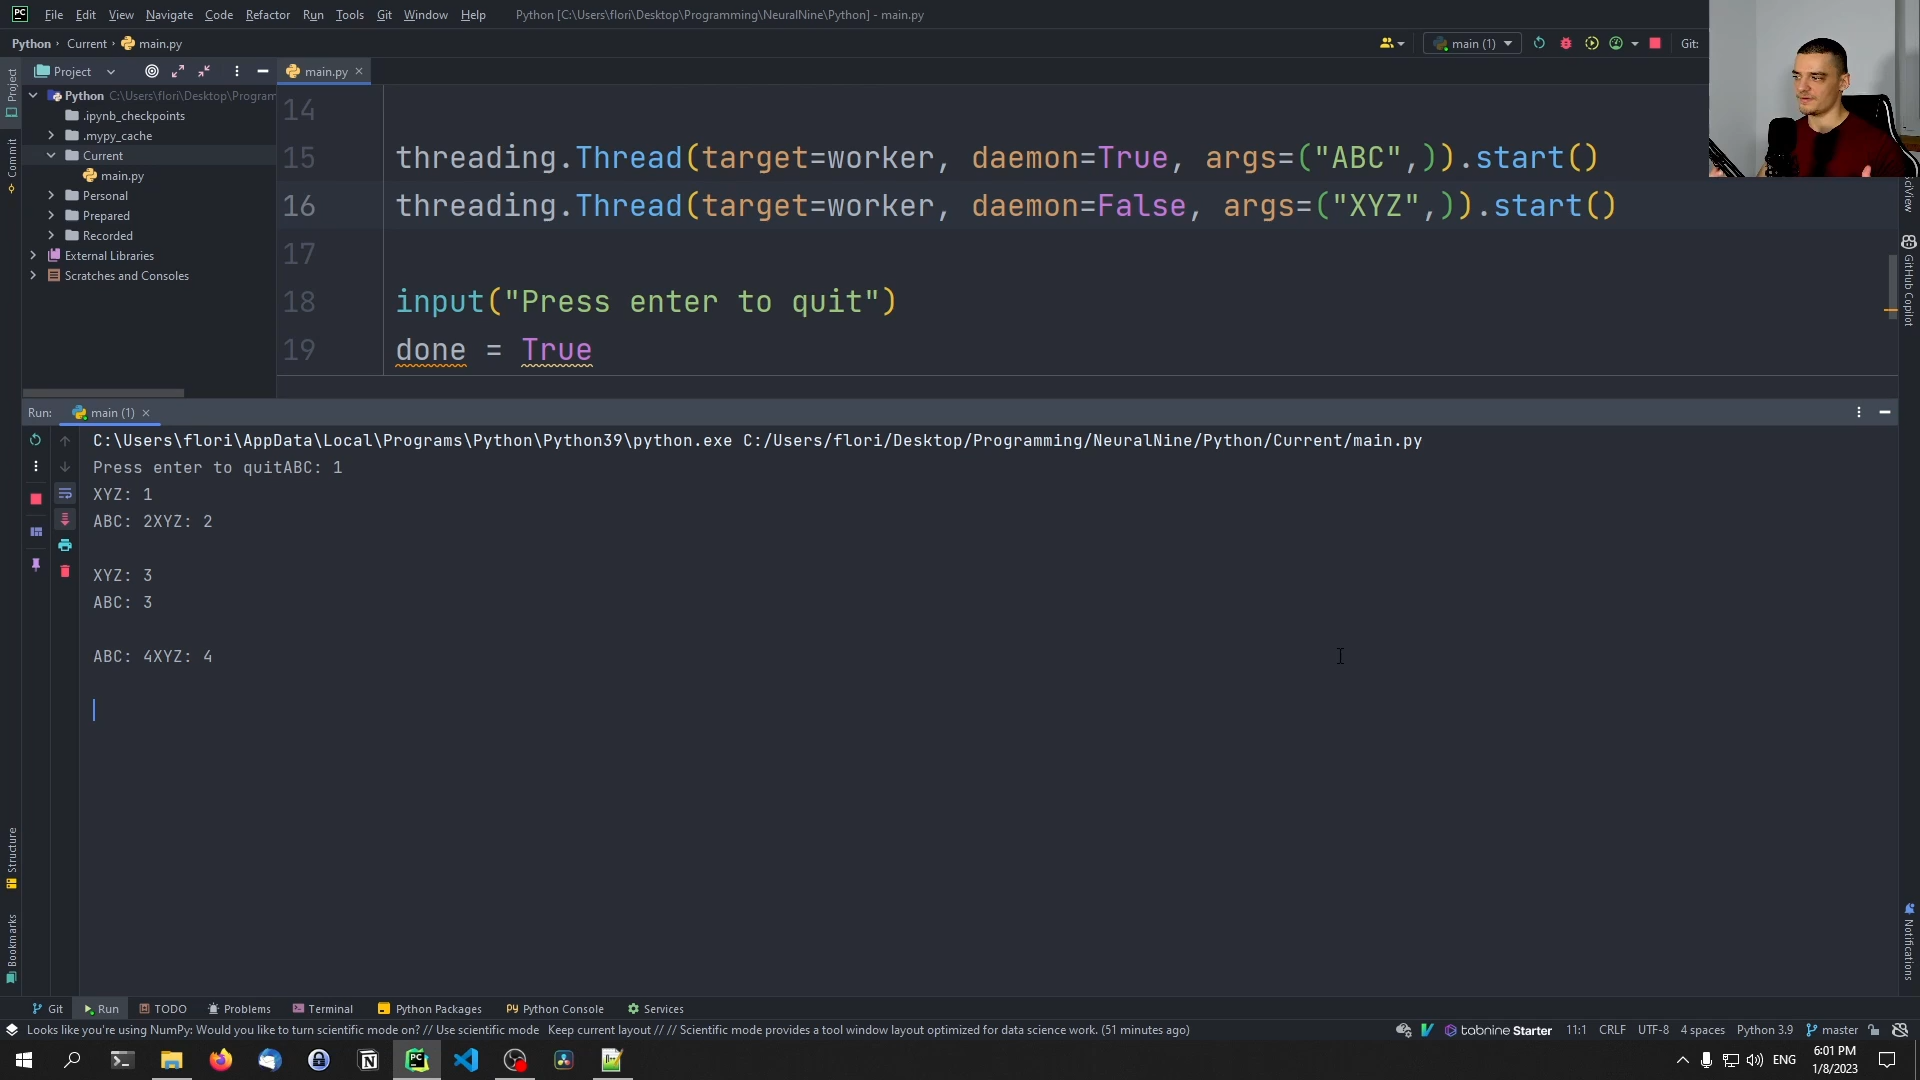 File Edit View Navigate Code Refactor Run Tools Git Window Help Python [C:\Users\flori\Desktop\Programming\NeuralNine\Python] - main.py
Python › Current › main.py
main (1)
Git:
Project
main.py
Python C:\Users\flori\Desktop\Program
.ipynb_checkpoints
.mypy_cache
Current
main.py
Personal
Prepared
Recorded
External Libraries
Scratches and Consoles
Project
Commit
Structure
Bookmarks
14
15 threading.Thread(target=worker, daemon=True, args=("ABC",)).start()
16 threading.Thread(target=worker, daemon=False, args=("XYZ",)).start()
17
18 input("Press enter to quit")
19 done = True
SciView
GitHub Copilot
Notifications
Run: main (1)
C:\Users\flori\AppData\Local\Programs\Python\Python39\python.exe C:/Users/flori/Desktop/Programming/NeuralNine/Python/Current/main.py
Press enter to quitABC: 1
XYZ: 1
ABC: 2XYZ: 2
XYZ: 3
ABC: 3
ABC: 4XYZ: 4
Git Run TODO Problems Terminal Python Packages Python Console Services
Looks like you're using NumPy: Would you like to turn scientific mode on? // Use scientific mode Keep current layout // // Scientific mode provides a tool window layout optimized for data science work. (51 minutes ago)
tabnine Starter 11:1 CRLF UTF-8 4 spaces Python 3.9 master
ENG
6:01 PM
1/8/2023